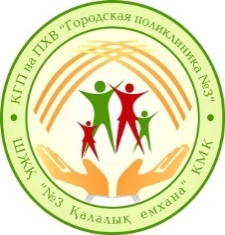 КГП на ПХВ "Городская поликлиника №3"
ШЖҚ "№3 Қалалық емхана" КМК